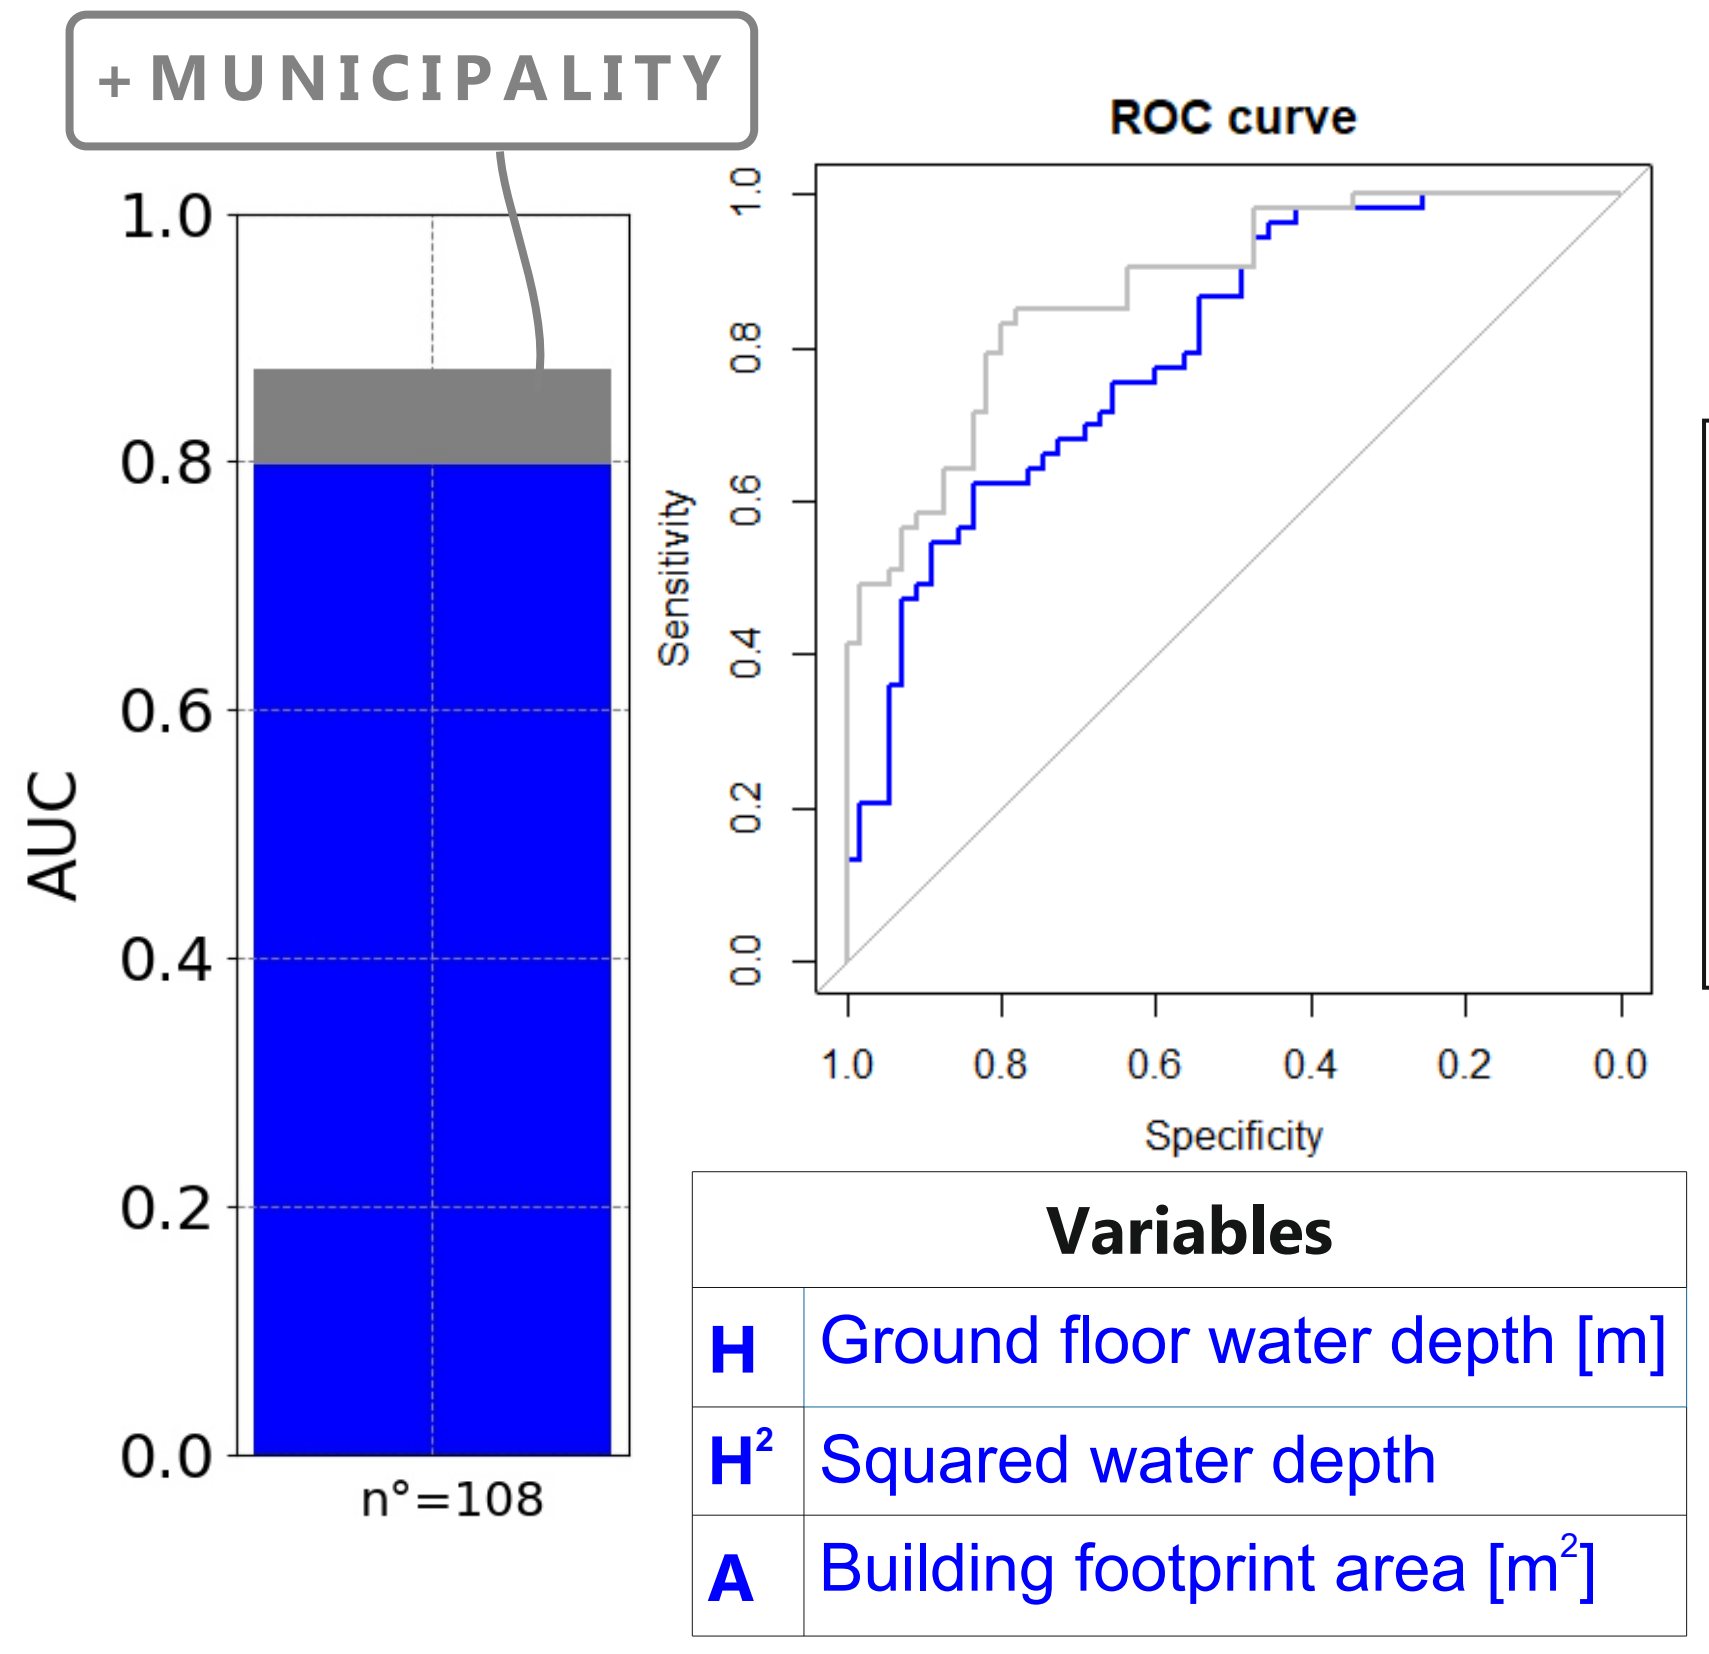 +MUNICIPALITY
1.0
0.8
0.6
0.4
0.2
0.0
AUC
n°=108
ROC curve
1.0
0.8
0.6
0.4
0.2
0.0
Sensitivity
1.0 0.8 0.6 0.4 0.2 0.0
Specificity
Variables
H Ground floor water depth [m]
H² Squared water depth
A Building footprint area [m²]